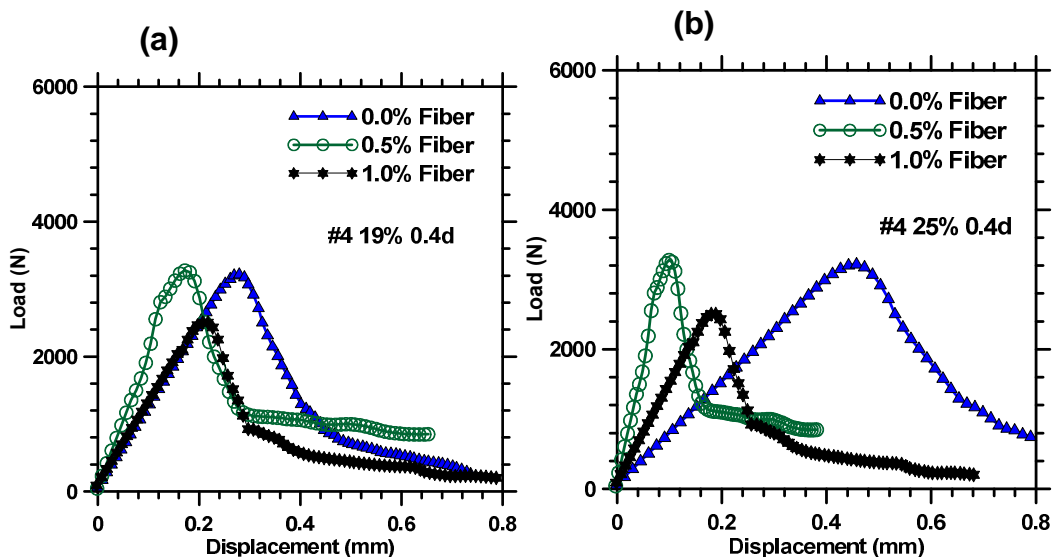 (a)
6000
4000
2000
0
Load (N)
0.0% Fiber
0.5% Fiber
1.0% Fiber
#4 19% 0.4d
0
0.2
0.4
0.6
0.8
Displacement (mm)
(b)
6000
4000
2000
0
Load (N)
0.0% Fiber
0.5% Fiber
1.0% Fiber
#4 25% 0.4d
0
0.2
0.4
0.6
0.8
Displacement (mm)